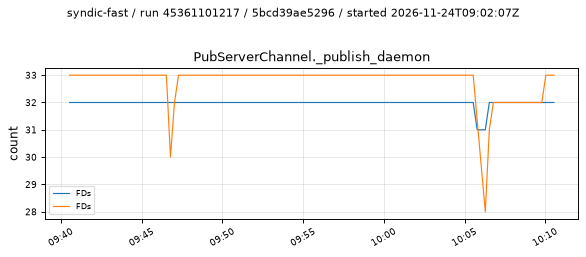 syndic-fast / run 45361101217 / 5bcd39ae5296 / started 2026-11-24T09:02:07Z
PubServerChannel._publish_daemon
33
32
31
30
29
28
count
FDs
FDs
09:40
09:45
09:50
09:55
10:00
10:05
10:10